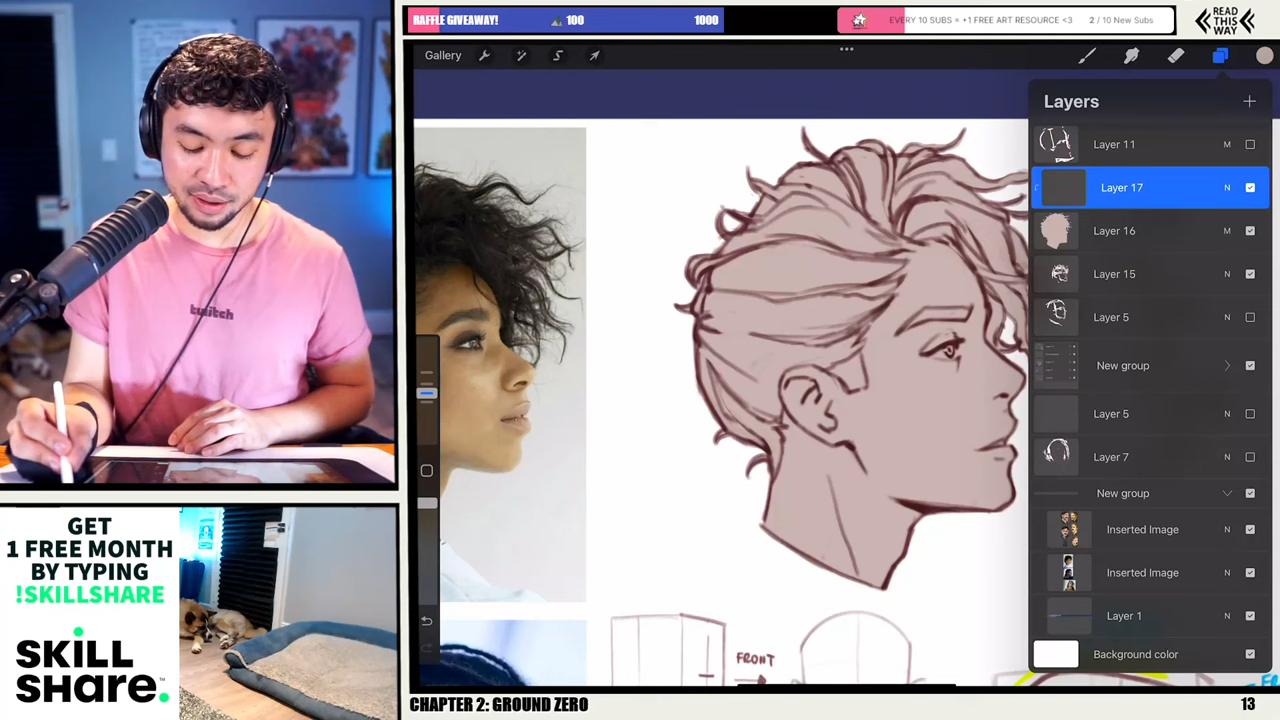 RAFFLE GIVEAWAY!
100
1000
EVERY 10 SUBS = +1 FREE ART RESOURCE <3
2 / 10 New Subs
READ
THIS
WAY
Gallery
Layers
Layer 11
M
Layer 17
N
Layer 16
M
Layer 15
N
Layer 5
N
New group
Layer 5
N
Layer 7
N
New group
Inserted Image
N
Inserted Image
N
Layer 1
N
Background color
twitch
FRONT
GET
1 FREE MONTH
BY TYPING
!SKILLSHARE
SKILL
SHare.
CHAPTER 2: GROUND ZERO
13